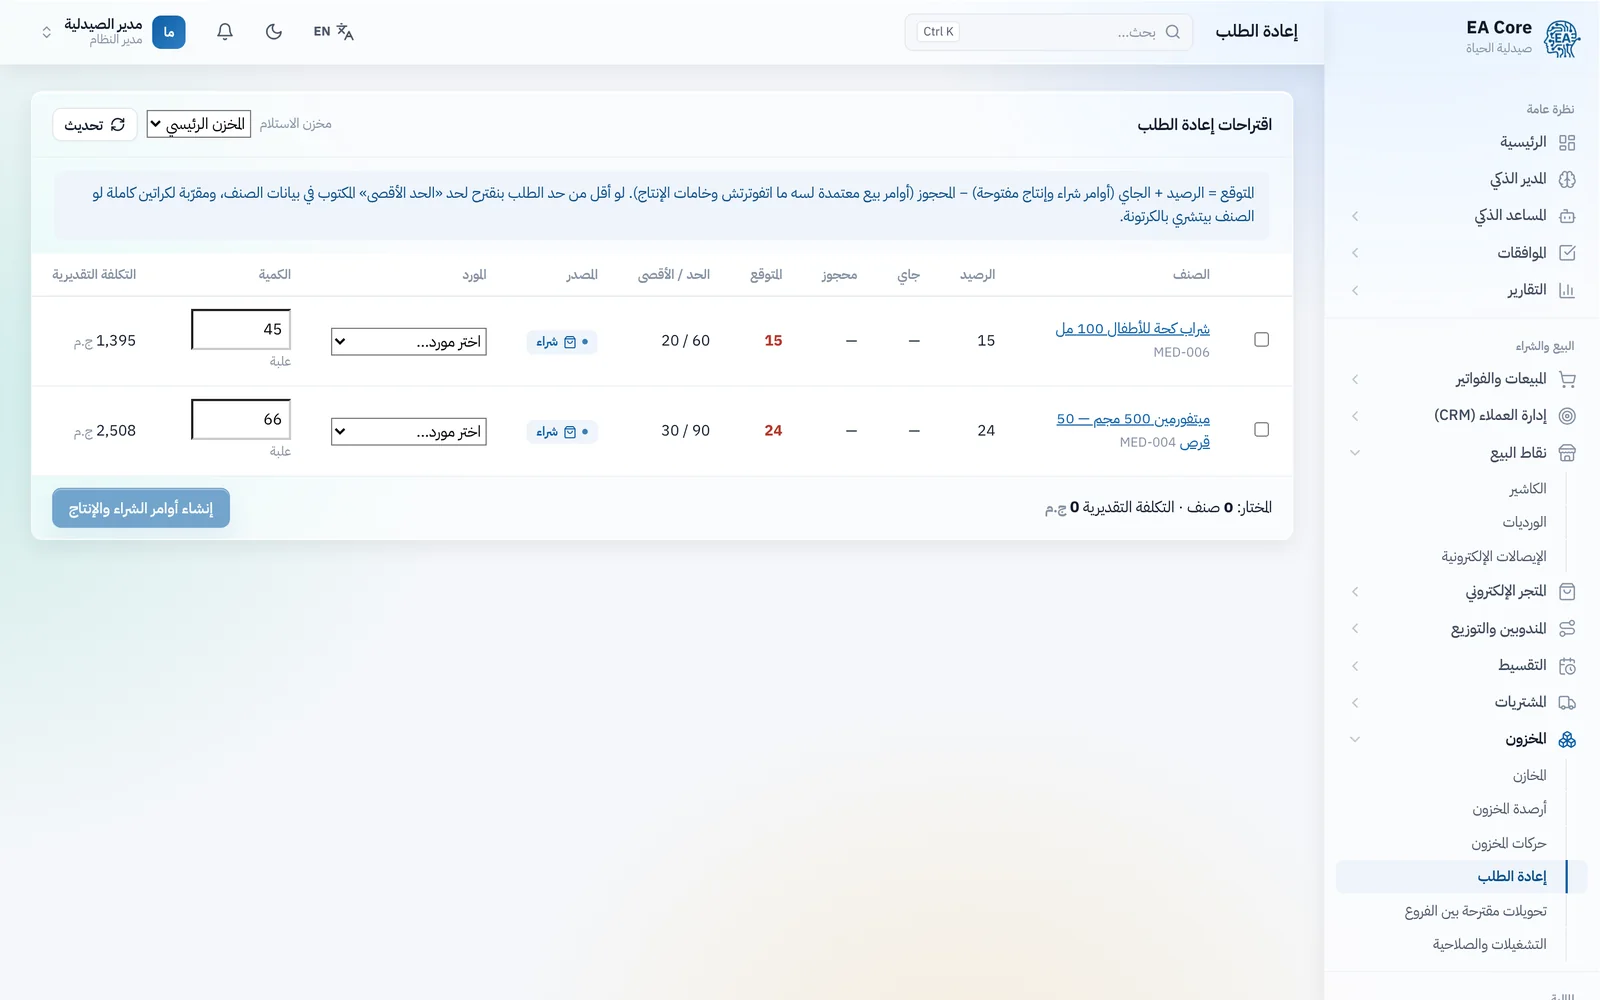 EA Core
صيدلية الحياة
نظرة عامة
الرئيسية
المدير الذكي
المساعد الذكي
الموافقات
التقارير
البيع والشراء
المبيعات والفواتير
إدارة العملاء (CRM)
نقاط البيع
الكاشير
الورديات
الإيصالات الإلكترونية
المتجر الإلكتروني
المندوبين والتوزيع
التقسيط
المشتريات
المخزون
المخازن
أرصدة المخزون
حركات المخزون
إعادة الطلب
تحويلات مقترحة بين الفروع
التشغيلات والصلاحية
إعادة الطلب
بحث...
Ctrl K
EN
ما
مدير الصيدلية
مدير النظام
اقتراحات إعادة الطلب
مخزن الاستلام
المخزن الرئيسي
تحديث
المتوقع = الرصيد + الجاي (أوامر شراء وإنتاج مفتوحة) − المحجوز (أوامر بيع معتمدة لسه ما اتفوترتش وخامات الإنتاج). لو أقل من حد الطلب بنقترح لحد «الحد الأقصى» المكتوب في بيانات الصنف، ومقرّبة لكراتين كاملة لو
الصنف بيتشري بالكرتونة.
الصنف الرصيد جاي محجوز المتوقع الحد / الأقصى المصدر المورد الكمية التكلفة التقديرية
شراب كحة للأطفال 100 مل
MED-006
15 — — 15 20 / 60 شراء اختر مورد... 45 1,395 ج.م
علبة
ميتفورمين 500 مجم — 50
قرص MED-004
24 — — 24 30 / 90 شراء اختر مورد... 66 2,508 ج.م
علبة
المختار: 0 صنف · التكلفة التقديرية 0 ج.م
إنشاء أوامر الشراء والإنتاج